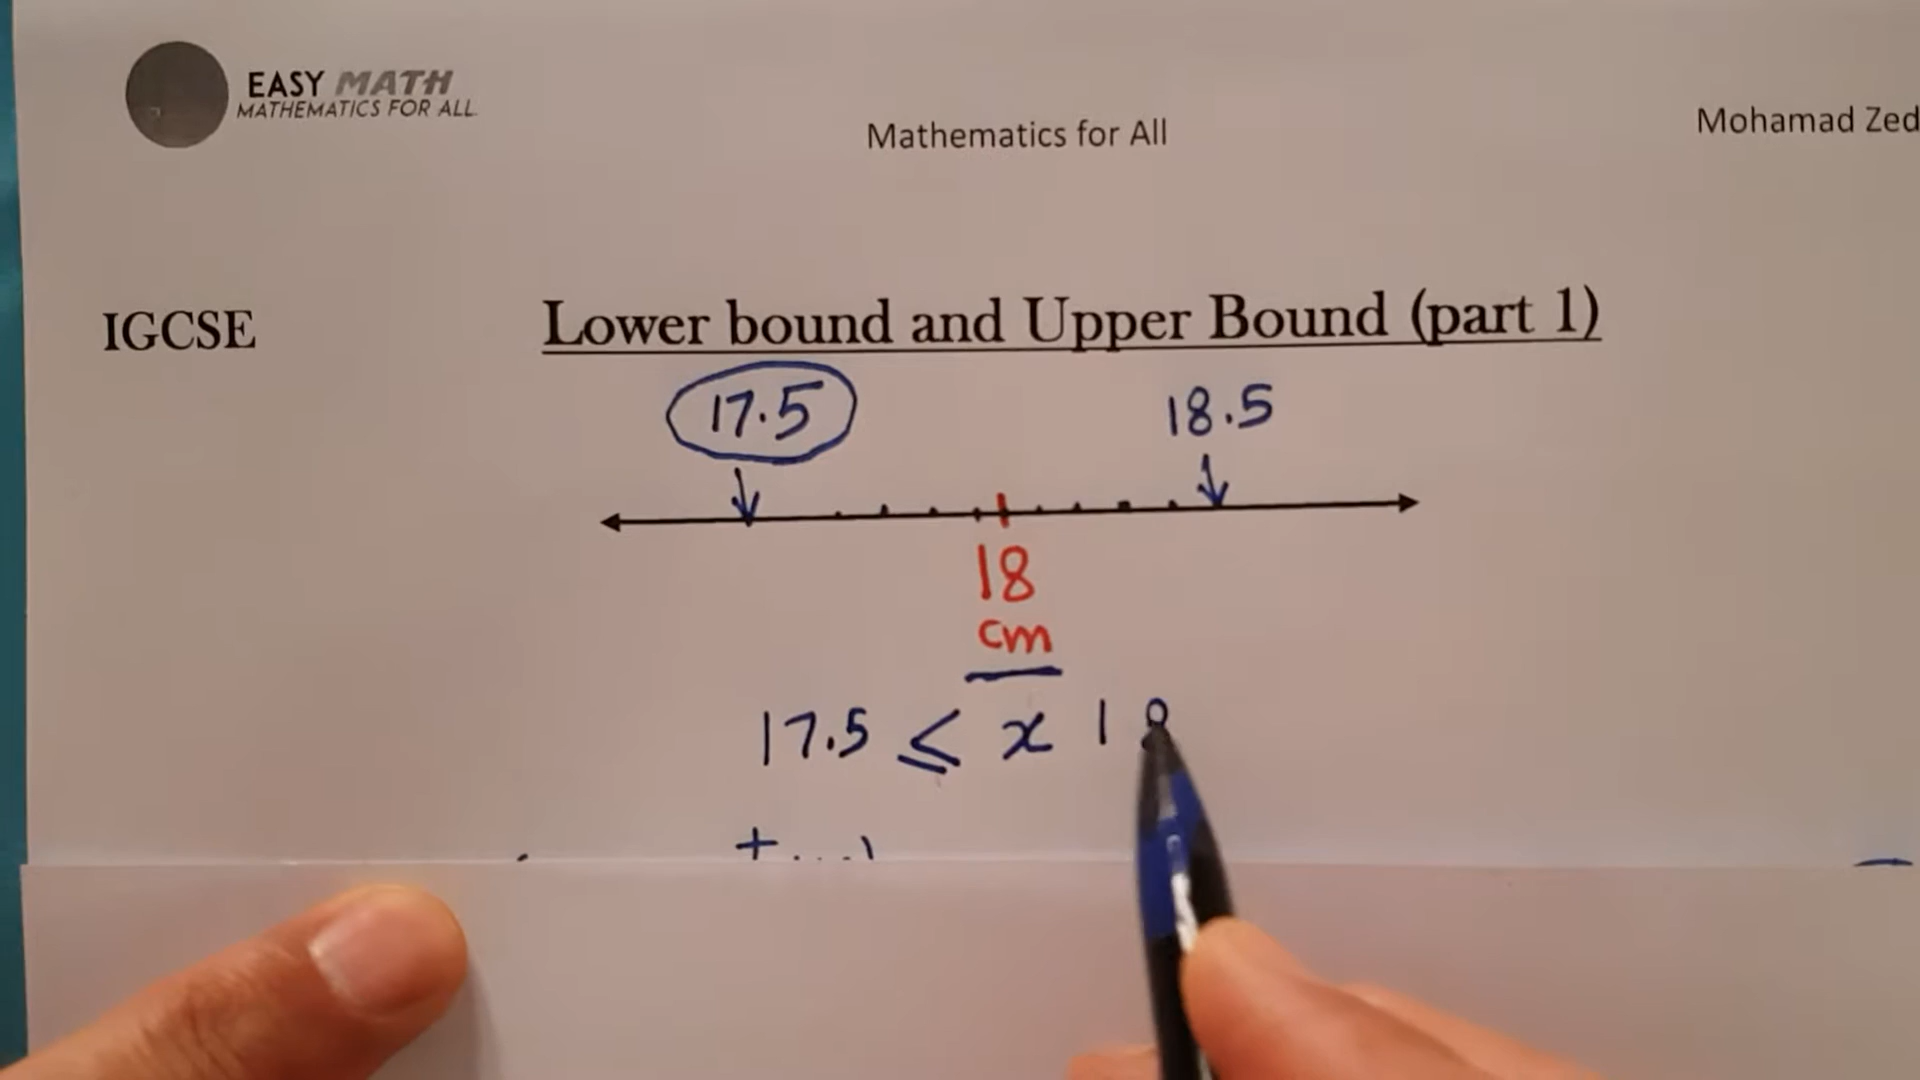 EASY MATH
MATHEMATICS FOR ALL
Mathematics for All
Mohamad Zed
IGCSE
Lower bound and Upper Bound (part 1)
17.5
18.5
18
cm
17.5 ≤ x 18